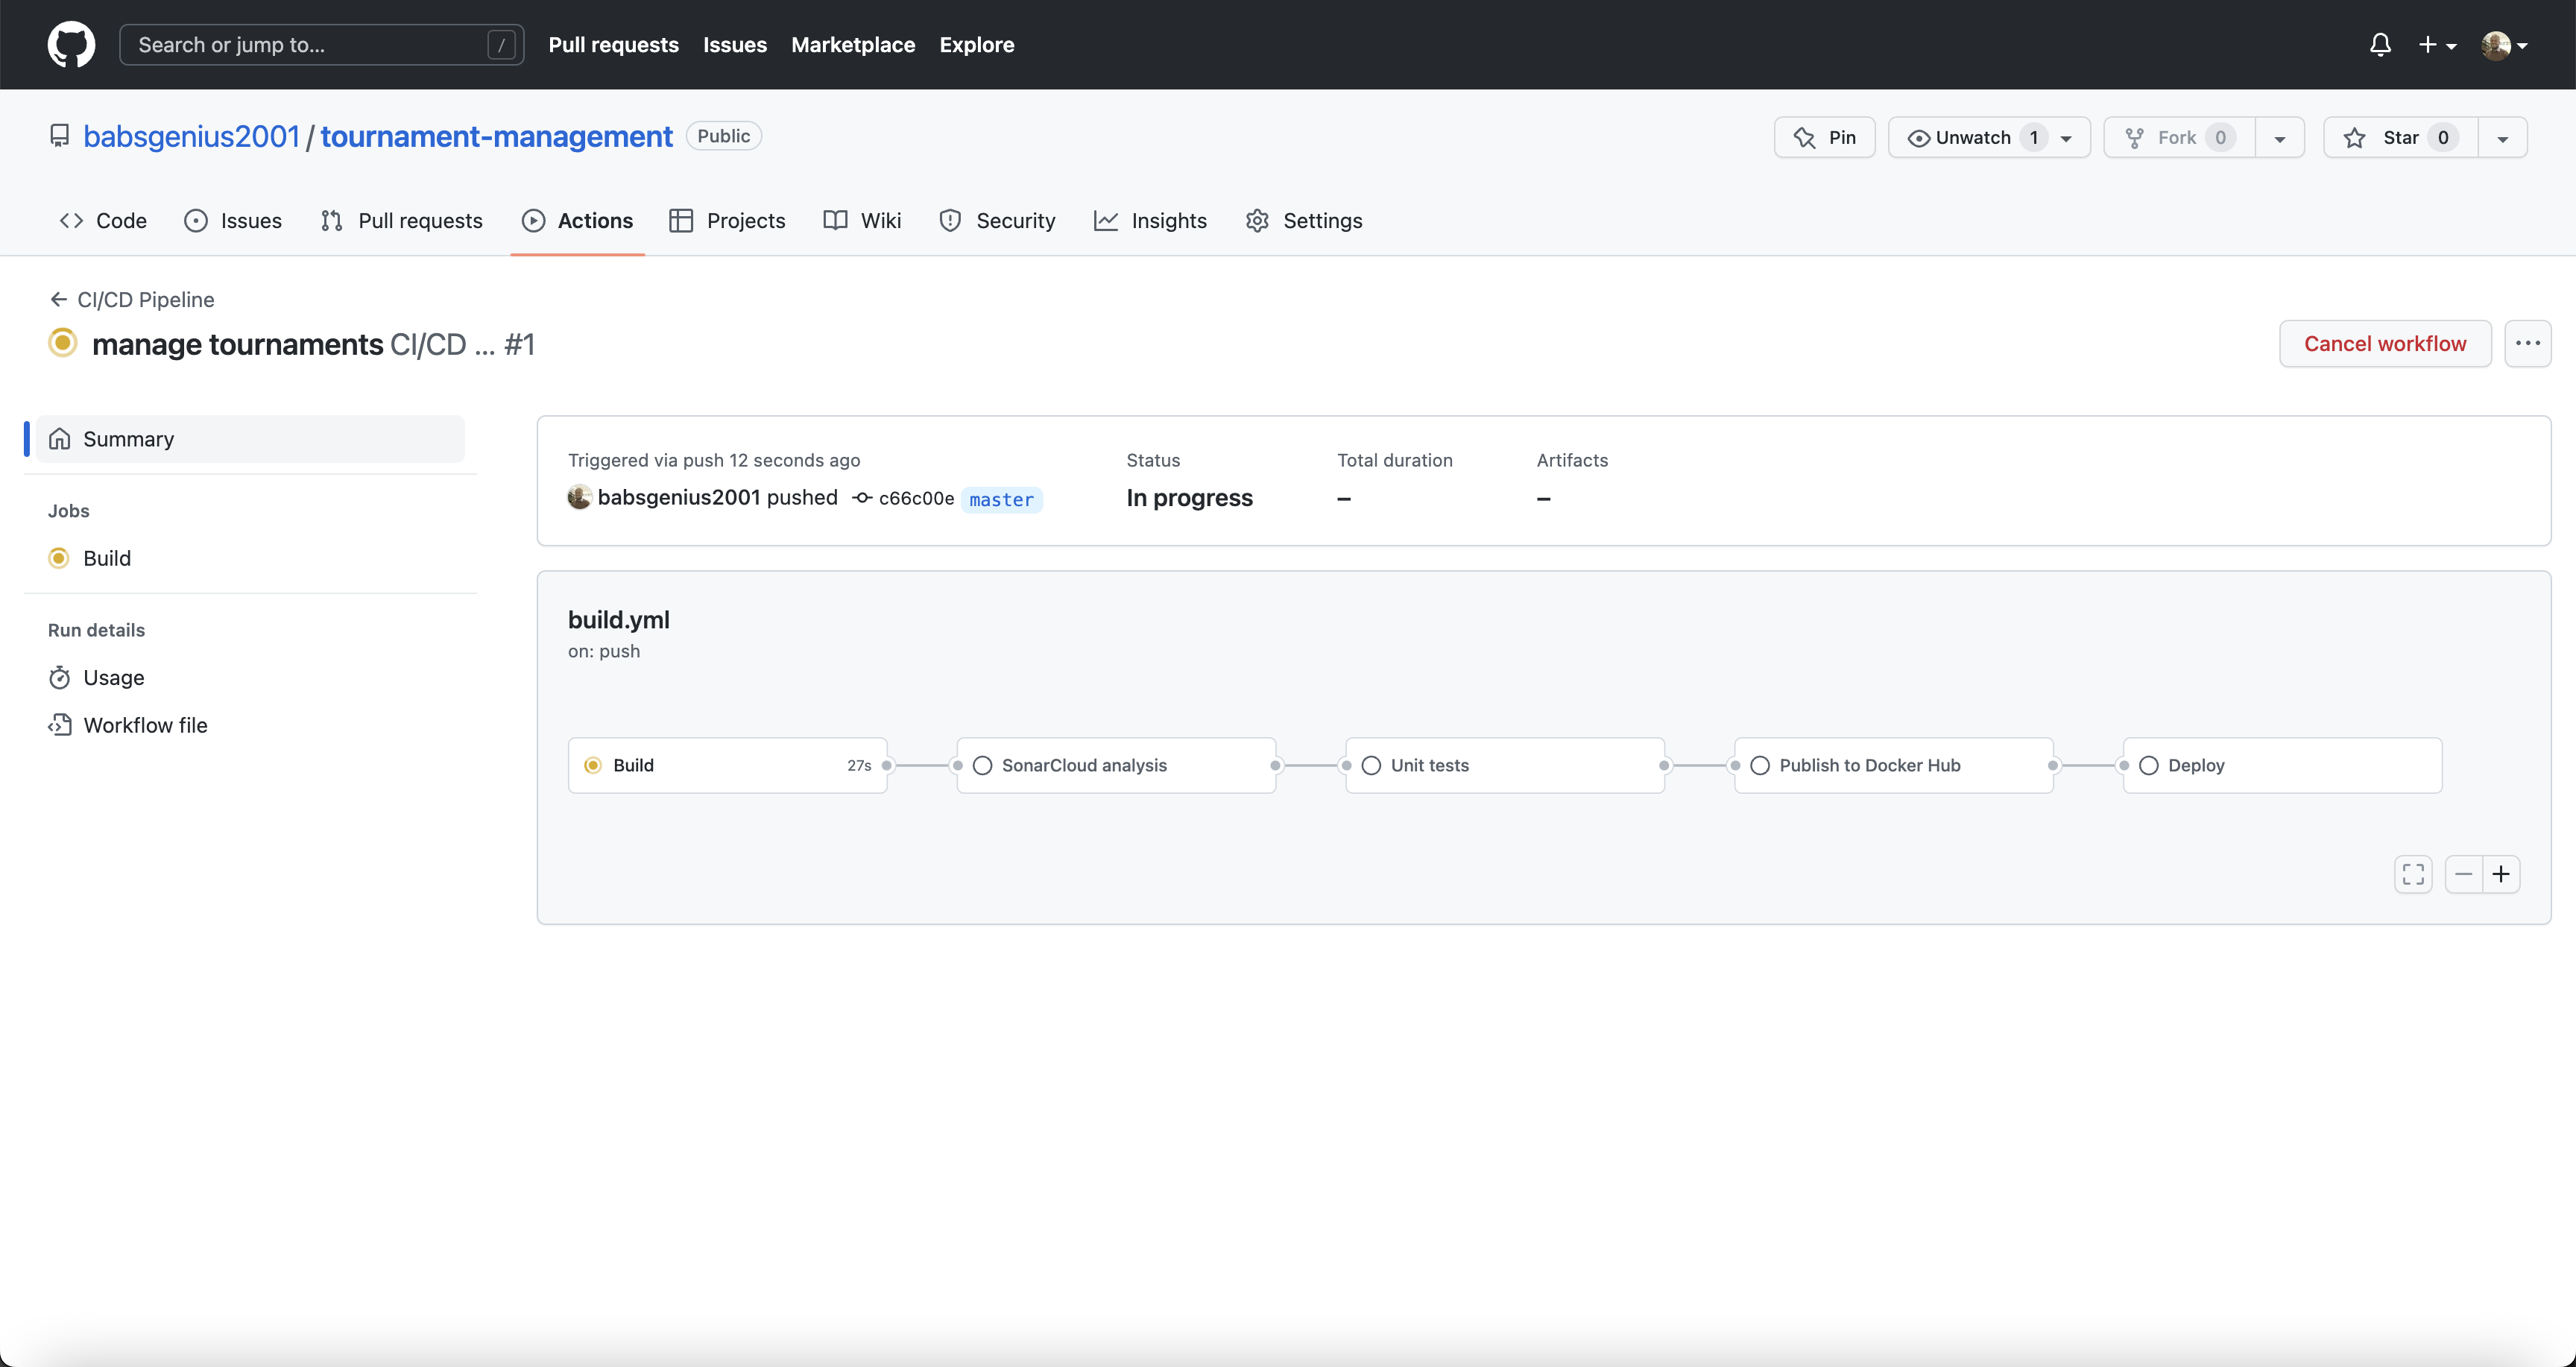 Search or jump to... /
Pull requests Issues Marketplace Explore
babsgenius2001 / tournament-management Public
Pin Unwatch 1 Fork 0 Star 0
Code Issues Pull requests Actions Projects Wiki Security Insights Settings
← CI/CD Pipeline
manage tournaments CI/CD ... #1
Cancel workflow ...
Summary
Jobs
Build
Run details
Usage
Workflow file
Triggered via push 12 seconds ago
babsgenius2001 pushed c66c00e master
Status
In progress
Total duration
–
Artifacts
–
build.yml
on: push
Build 27s
SonarCloud analysis
Unit tests
Publish to Docker Hub
Deploy